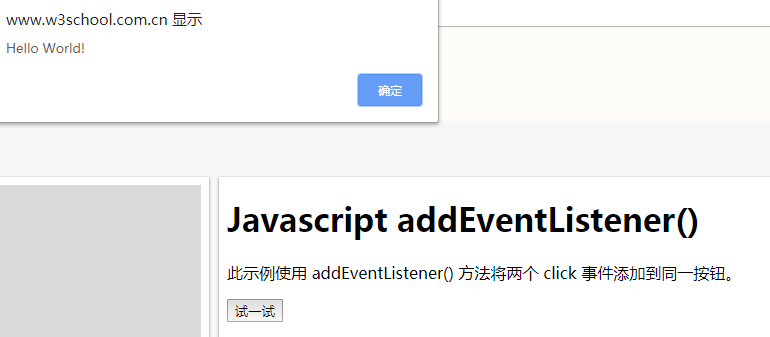 www.w3school.com.cn 显示
Hello World!
确定
Javascript addEventListener()
此示例使用 addEventListener() 方法将两个 click 事件添加到同一按钮。
试一试